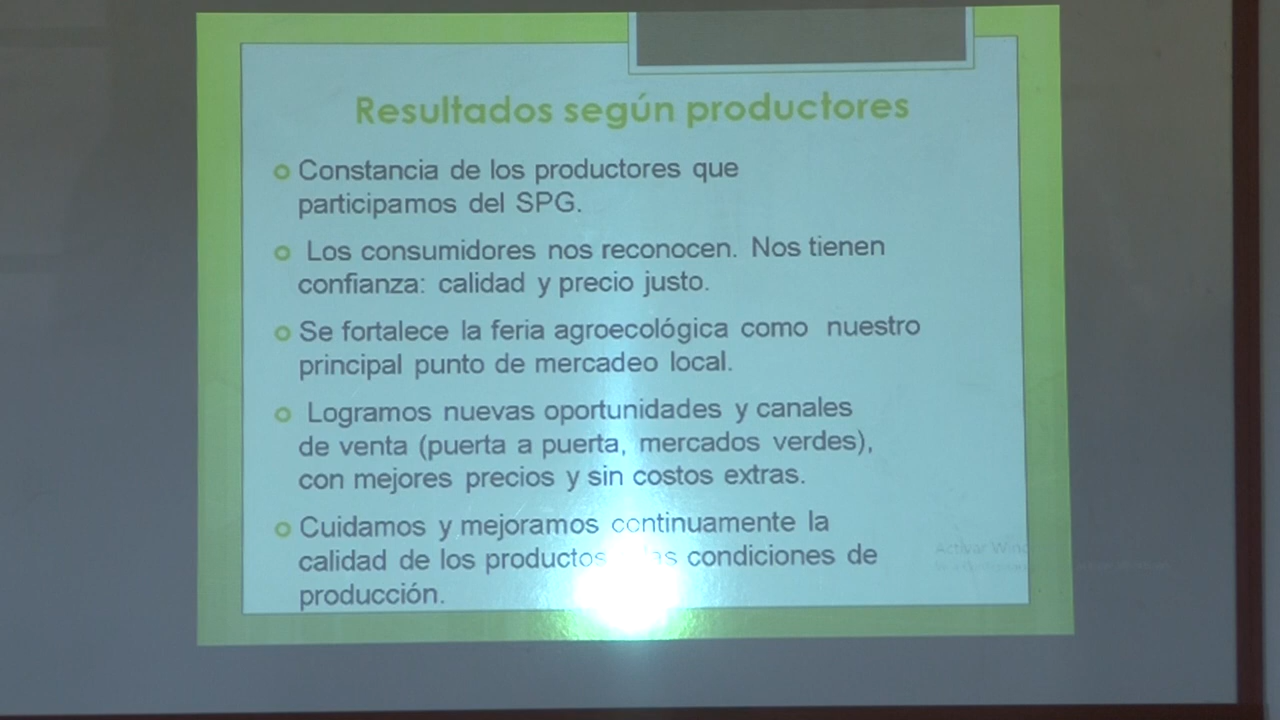 Resultados según productores
Constancia de los productores que
participamos del SPG.
Los consumidores nos reconocen. Nos tienen
confianza: calidad y precio justo.
Se fortalece la feria agroecológica como nuestro
principal punto de mercadeo local.
Logramos nuevas oportunidades y canales
de venta (puerta a puerta, mercados verdes),
con mejores precios y sin costos extras.
Cuidamos y mejoramos continuamente la
calidad de los productos las condiciones de
producción.
Activar